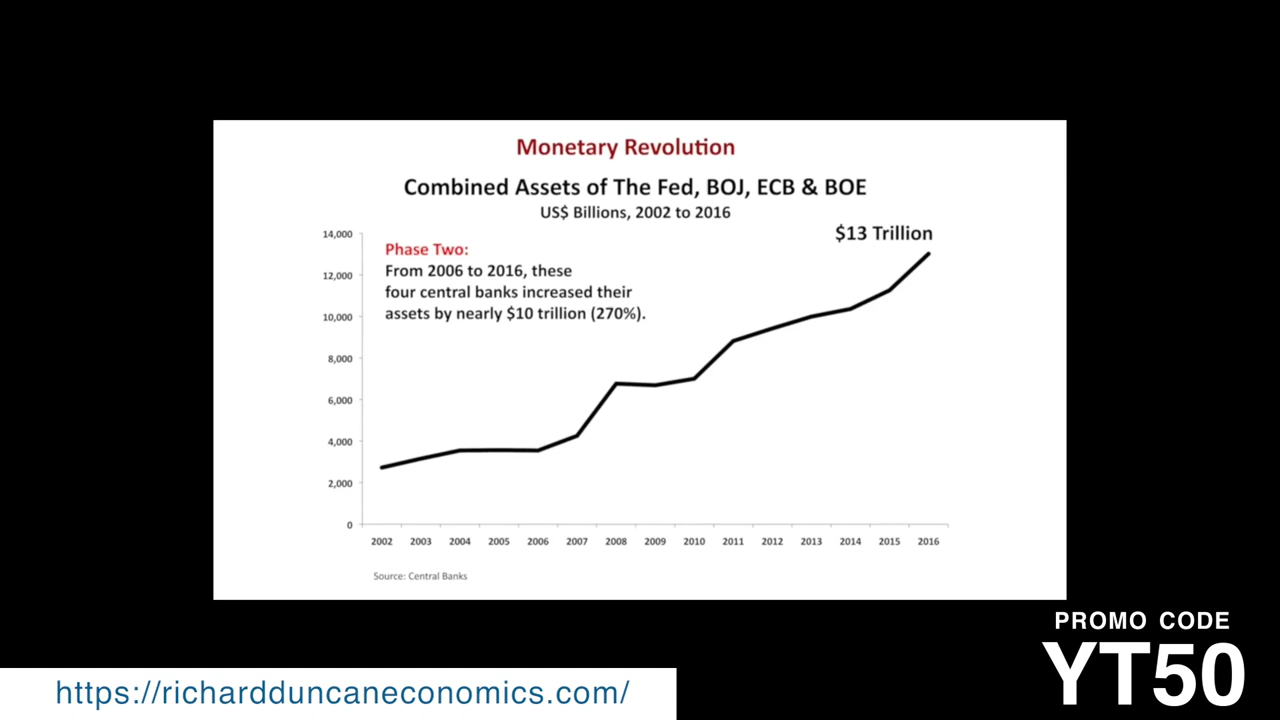 Monetary Revolution
Combined Assets of The Fed, BOJ, ECB & BOE
US$ Billions, 2002 to 2016
$13 Trillion
Phase Two:
From 2006 to 2016, these
four central banks increased their
assets by nearly $10 trillion (270%).
14,000
12,000
10,000
8,000
6,000
4,000
2,000
0
2002 2003 2004 2005 2006 2007 2008 2009 2010 2011 2012 2013 2014 2015 2016
Source: Central Banks
PROMO CODE
YT50
https://richardduncaneconomics.com/